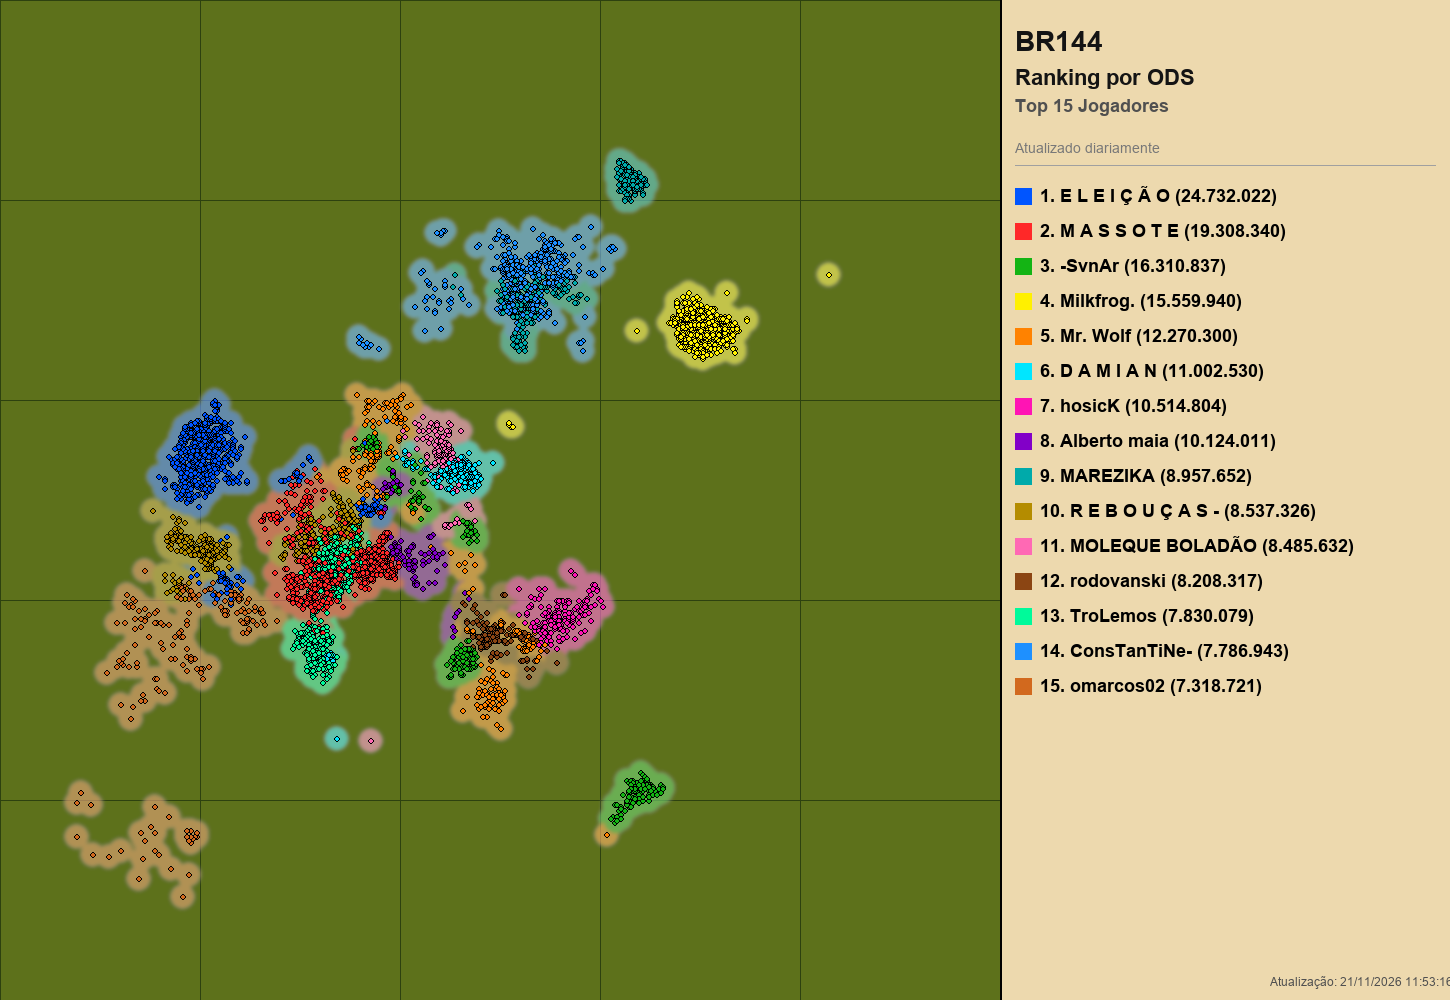 BR144
Ranking por ODS
Top 15 Jogadores
Atualizado diariamente
1. E L E I Ç Ã O (24.732.022)
2. M A S S O T E (19.308.340)
3. -SvnAr (16.310.837)
4. Milkfrog. (15.559.940)
5. Mr. Wolf (12.270.300)
6. D A M I A N (11.002.530)
7. hosicK (10.514.804)
8. Alberto maia (10.124.011)
9. MAREZIKA (8.957.652)
10. R E B O U Ç A S - (8.537.326)
11. MOLEQUE BOLADÃO (8.485.632)
12. rodovanski (8.208.317)
13. TroLemos (7.830.079)
14. ConsTanTiNe- (7.786.943)
15. omarcos02 (7.318.721)
Atualização: 21/11/2026 11:53:16